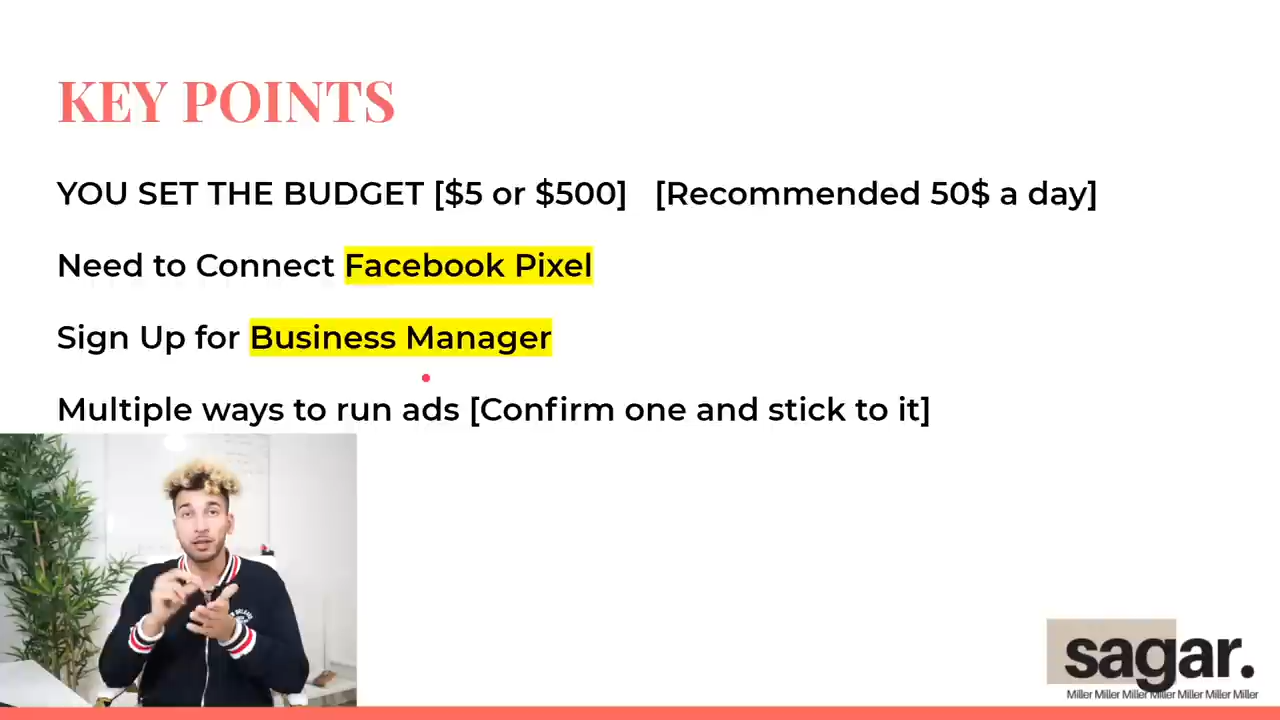 KEY POINTS
YOU SET THE BUDGET [$5 or $500] [Recommended 50$ a day]
Need to Connect Facebook Pixel
Sign Up for Business Manager
Multiple ways to run ads [Confirm one and stick to it]
sagar.
Miller Miller Miller Miller Miller Miller Miller